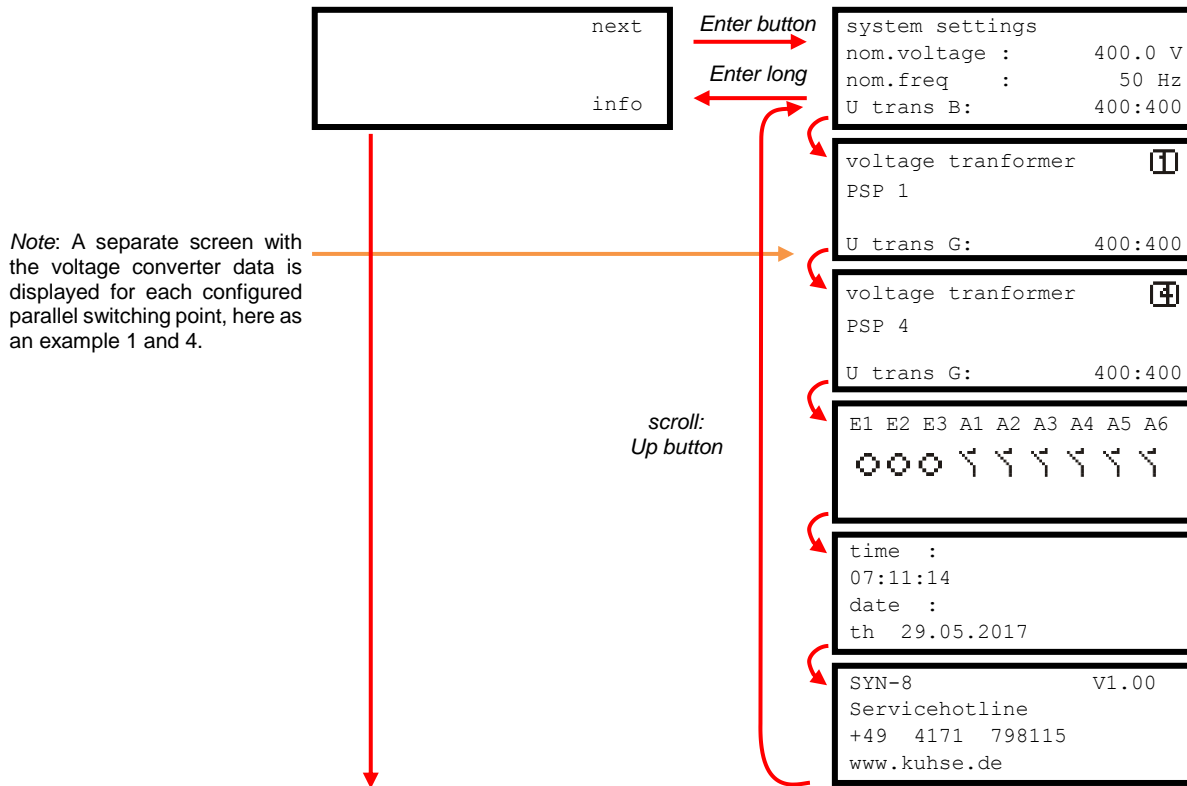 next
info
Enter button
Enter long
system settings
nom.voltage : 400.0 V
nom.freq : 50 Hz
U trans B: 400:400
voltage tranformer 1
PSP 1
U trans G: 400:400
Note: A separate screen with
the voltage converter data is
displayed for each configured
parallel switching point, here as
an example 1 and 4.
voltage tranformer 4
PSP 4
U trans G: 400:400
scroll:
Up button
E1 E2 E3 A1 A2 A3 A4 A5 A6
time :
07:11:14
date :
th 29.05.2017
SYN-8 V1.00
Servicehotline
+49 4171 798115
www.kuhse.de